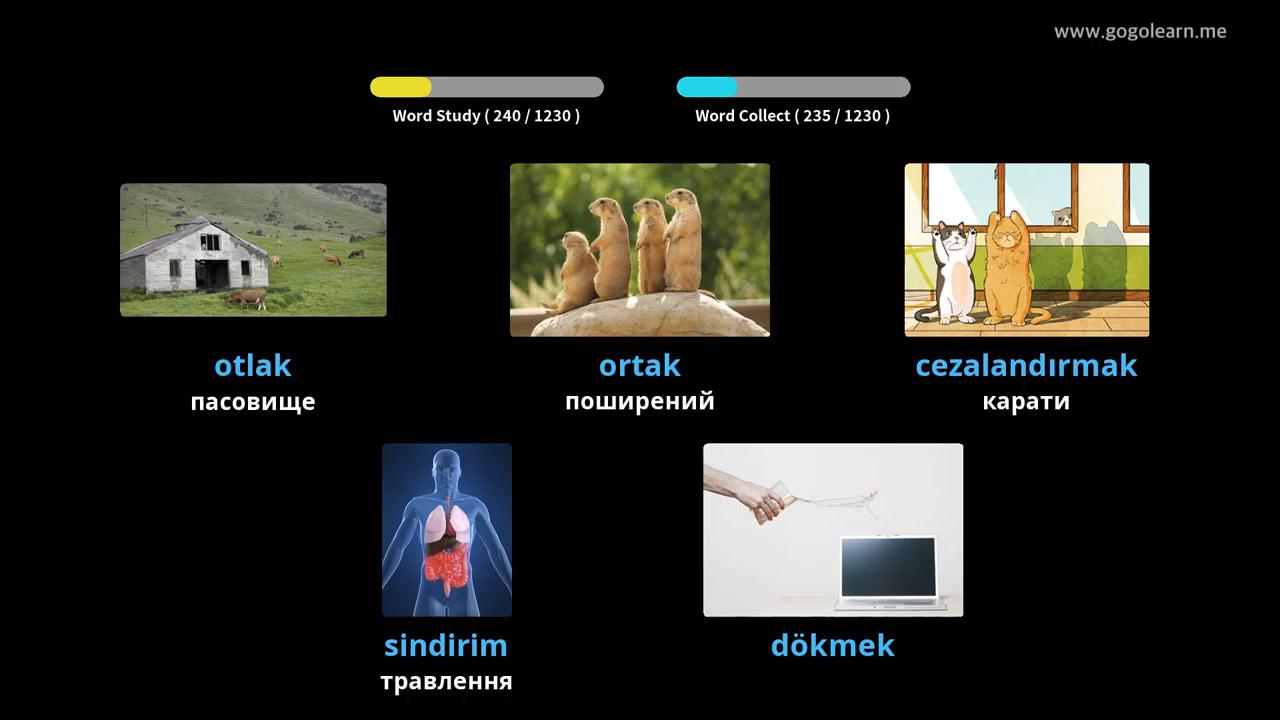 www.gogolearn.me
Word Study ( 240 / 1230 )
Word Collect ( 235 / 1230 )
otlak
пасовище
ortak
поширений
cezalandırmak
карати
sindirim
травлення
dökmek